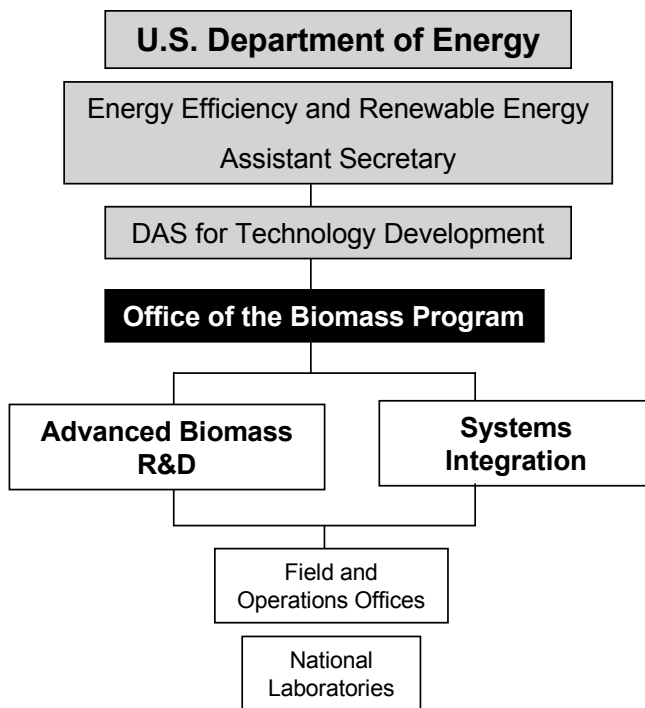 U.S. Department of Energy
Energy Efficiency and Renewable Energy
Assistant Secretary
DAS for Technology Development
Office of the Biomass Program
Advanced Biomass
R&D
Systems
Integration
Field and
Operations Offices
National
Laboratories